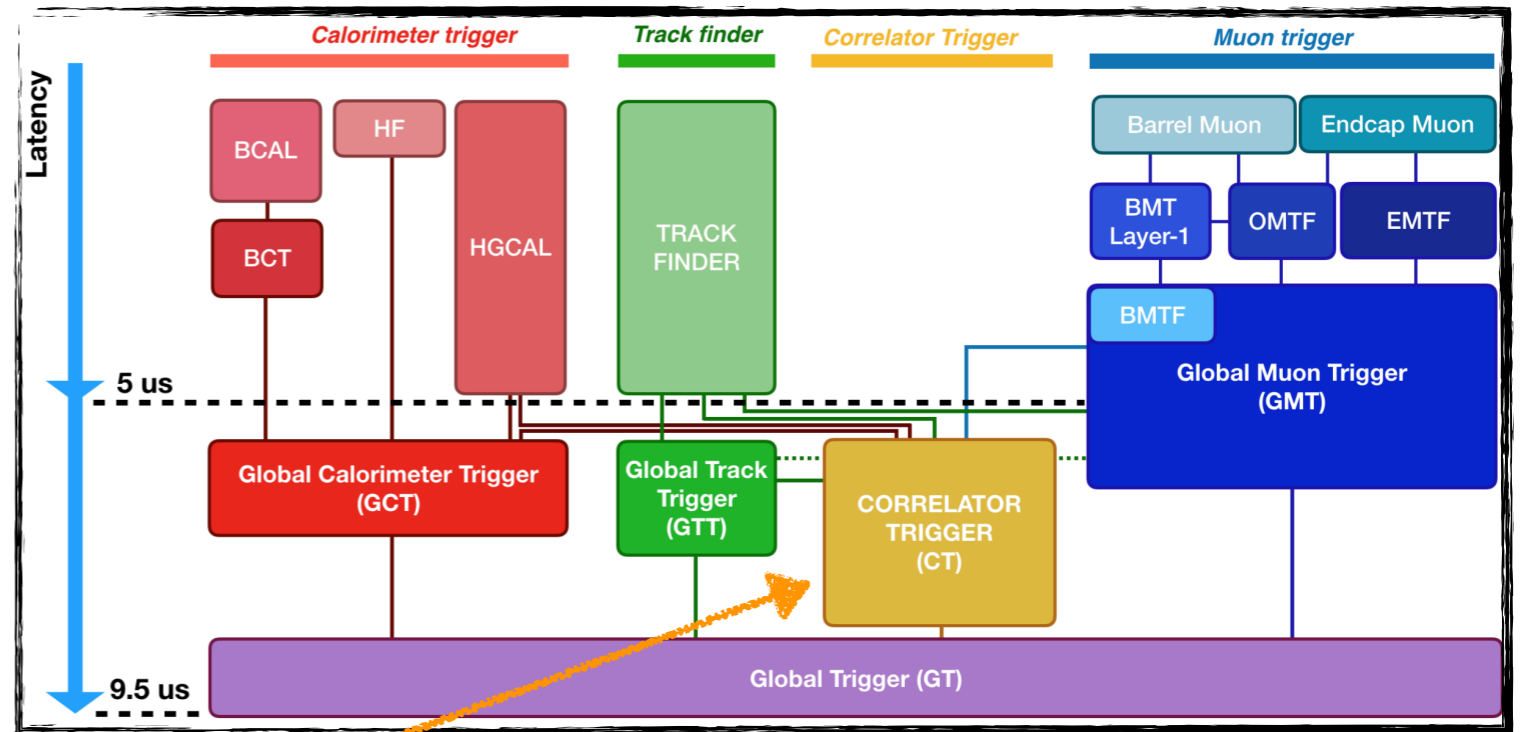 Calorimeter trigger
Track finder
Correlator Trigger
Muon trigger
Latency
BCAL
HF
HGCAL
BCT
TRACK
FINDER
Barrel Muon
Endcap Muon
BMT
Layer-1
OMTF
EMTF
BMTF
Global Muon Trigger
(GMT)
5 us
Global Calorimeter Trigger
(GCT)
Global Track
Trigger
(GTT)
CORRELATOR
TRIGGER
(CT)
Global Trigger (GT)
9.5 us